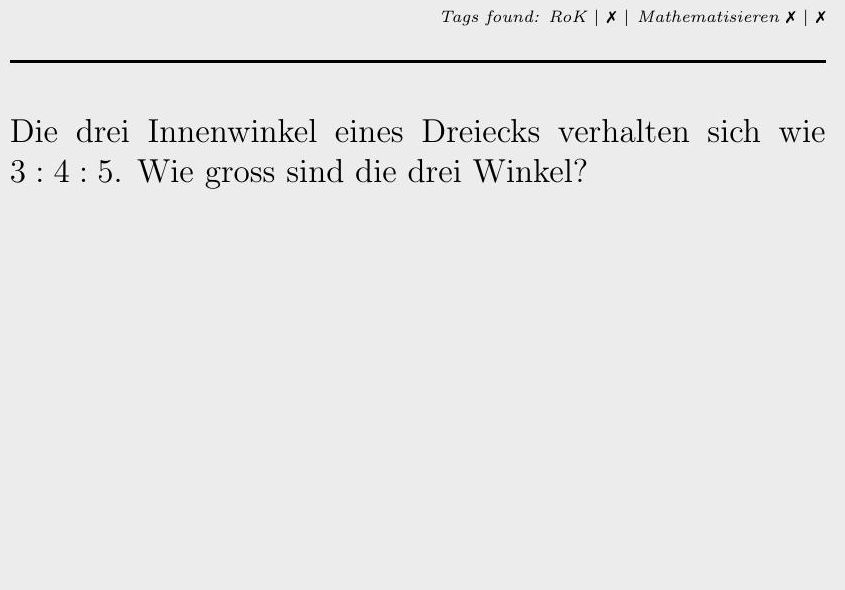 Tags found: RoK | ✗ | Mathematisieren ✗ | ✗
Die drei Innenwinkel eines Dreiecks verhalten sich wie
3 : 4 : 5. Wie gross sind die drei Winkel?